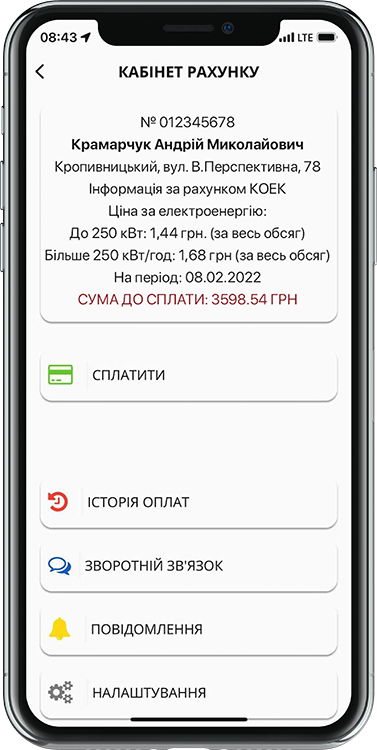 08:43
LTE
КАБІНЕТ РАХУНКУ
№ 012345678
Крамарчук Андрій Миколайович
Кропивницький, вул. В.Перспективна, 78
Інформація за рахунком КОЕК
Ціна за електроенергію:
До 250 кВт: 1,44 грн. (за весь обсяг)
Більше 250 кВт/год: 1,68 грн (за весь обсяг)
На період: 08.02.2022
СУМА ДО СПЛАТИ: 3598.54 ГРН
СПЛАТИТИ
ІСТОРІЯ ОПЛАТ
ЗВОРОТНІЙ ЗВ'ЯЗОК
ПОВІДОМЛЕННЯ
НАЛАШТУВАННЯ